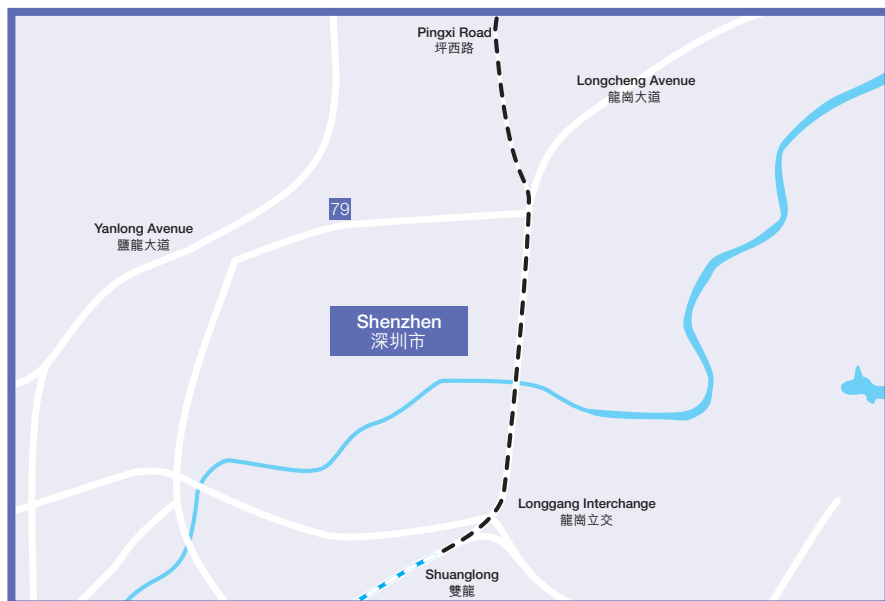 Pingxi Road
坪西路
Longcheng Avenue
龍崗大道
79
Yanlong Avenue
鹽龍大道
Shenzhen
深圳市
Longgang Interchange
龍崗立交
Shuanglong
雙龍